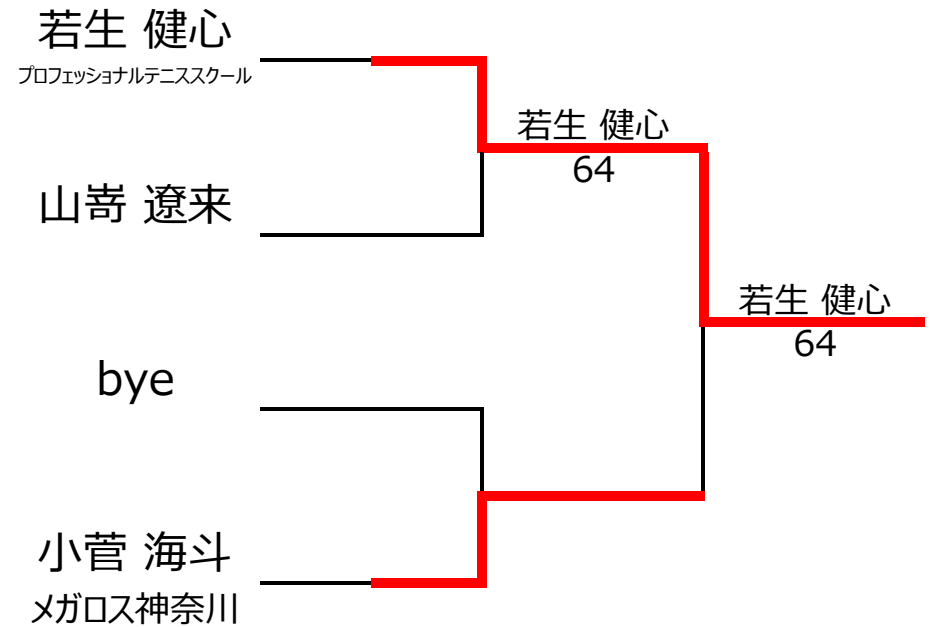 若生 健心
プロフェッショナルテニススクール
若生 健心
64
山嵜 遼来
若生 健心
64
bye
小菅 海斗
メガロス神奈川